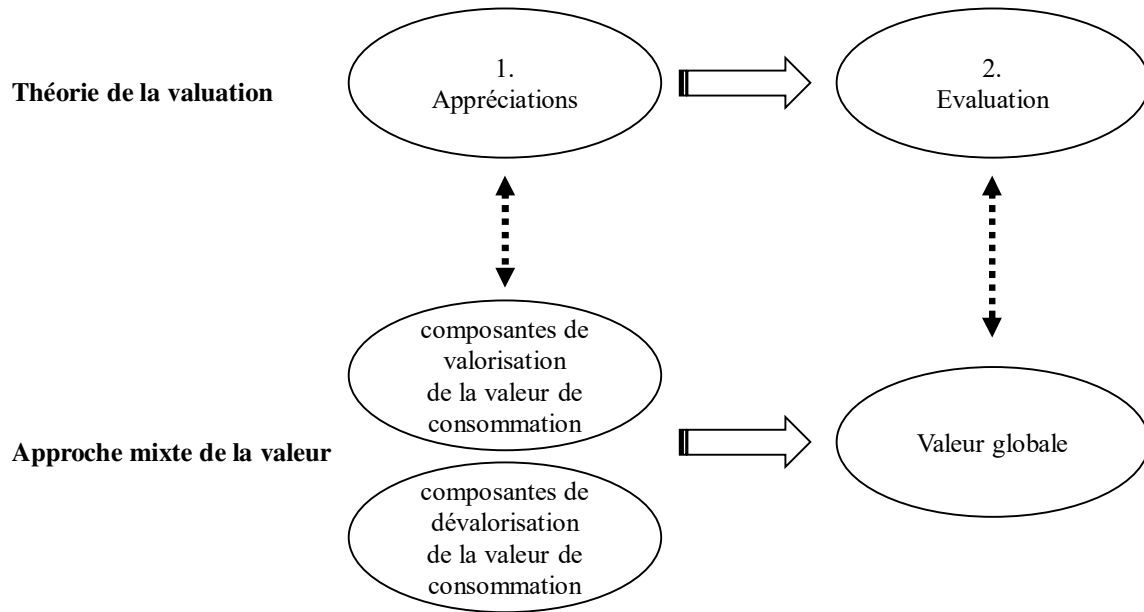 1.
Appréciations
2.
Evaluation
Théorie de la valuation
composantes de
valorisation
de la valeur de
consommation
Approche mixte de la valeur
Valeur globale
composantes de
dévalorisation
de la valeur de
consommation